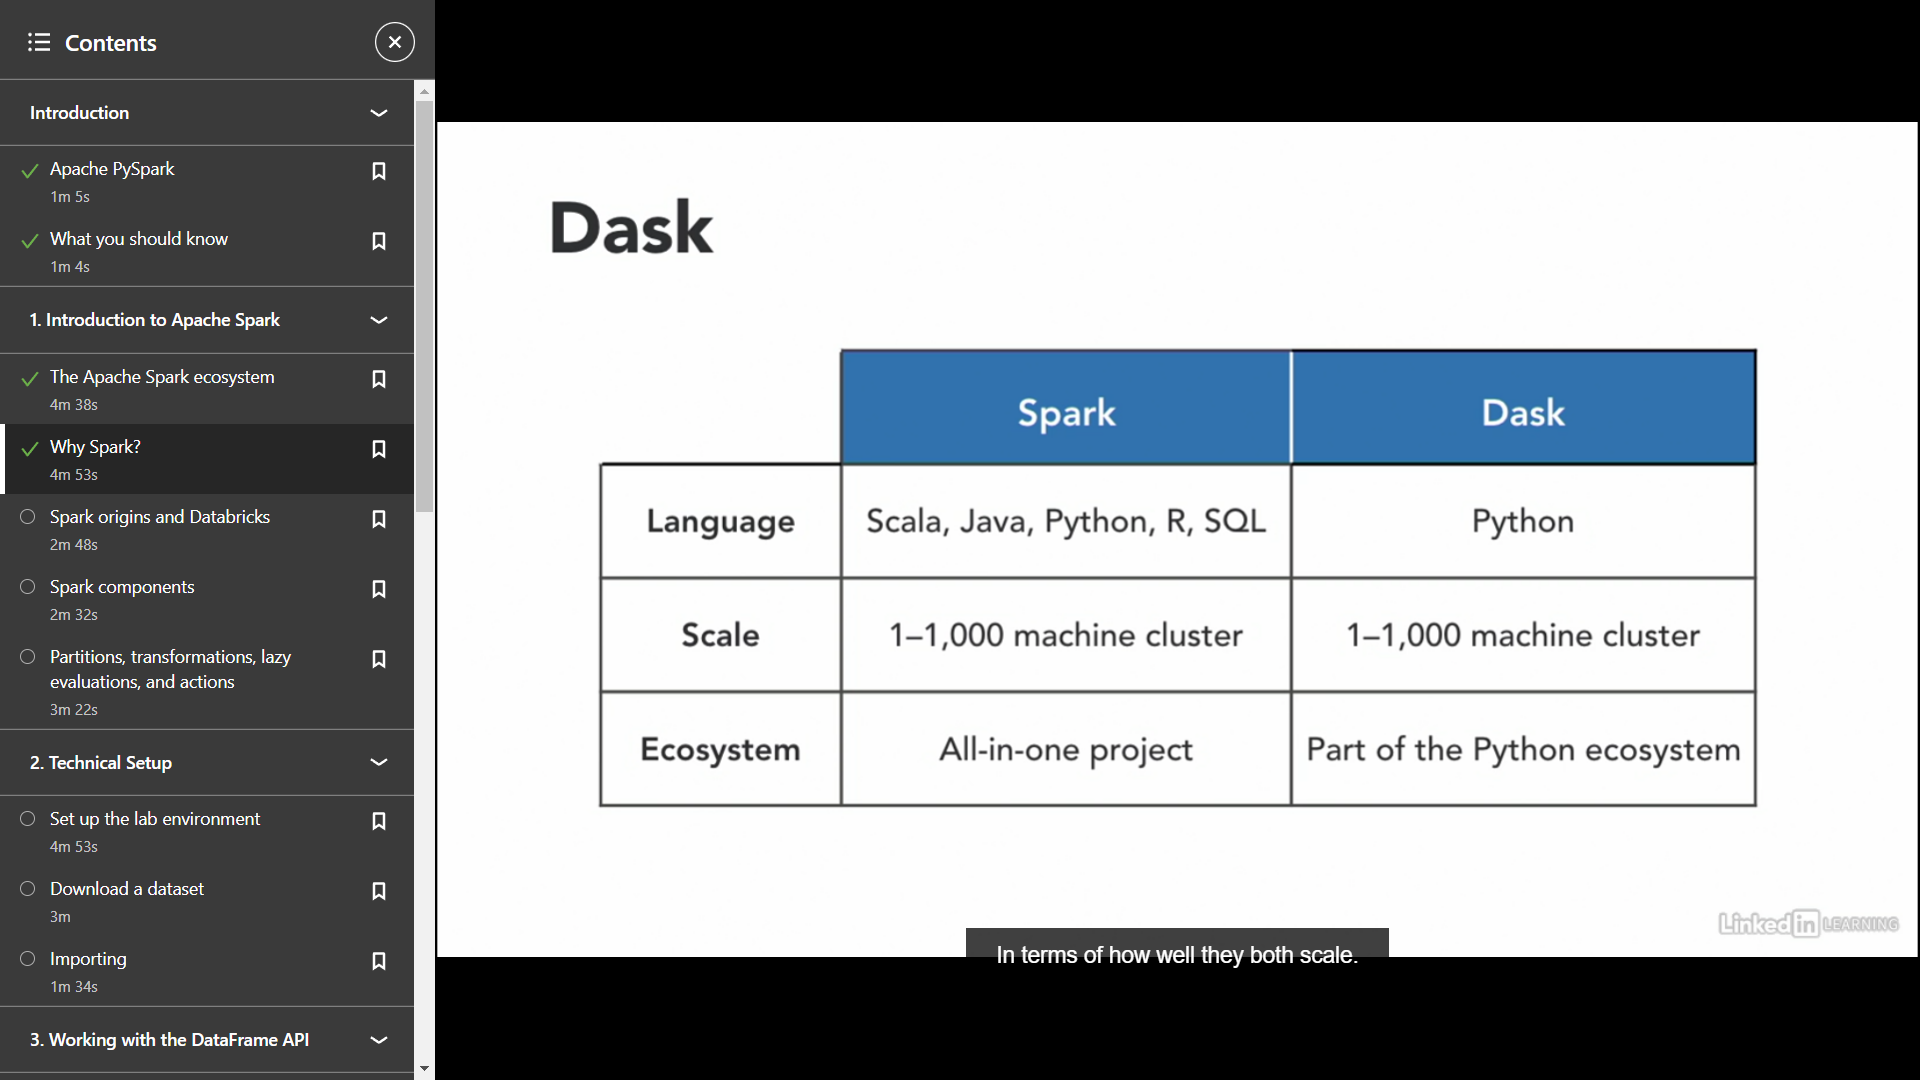 Contents
Introduction
Apache PySpark
1m 5s
What you should know
1m 4s
1. Introduction to Apache Spark
The Apache Spark ecosystem
4m 38s
Why Spark?
4m 53s
Spark origins and Databricks
2m 48s
Spark components
2m 32s
Partitions, transformations, lazy
evaluations, and actions
3m 22s
2. Technical Setup
Set up the lab environment
4m 53s
Download a dataset
3m
Importing
1m 34s
3. Working with the DataFrame API
Dask
Spark Dask
Language Scala, Java, Python, R, SQL Python
Scale 1–1,000 machine cluster 1–1,000 machine cluster
Ecosystem All-in-one project Part of the Python ecosystem
LinkedIn LEARNING
In terms of how well they both scale.